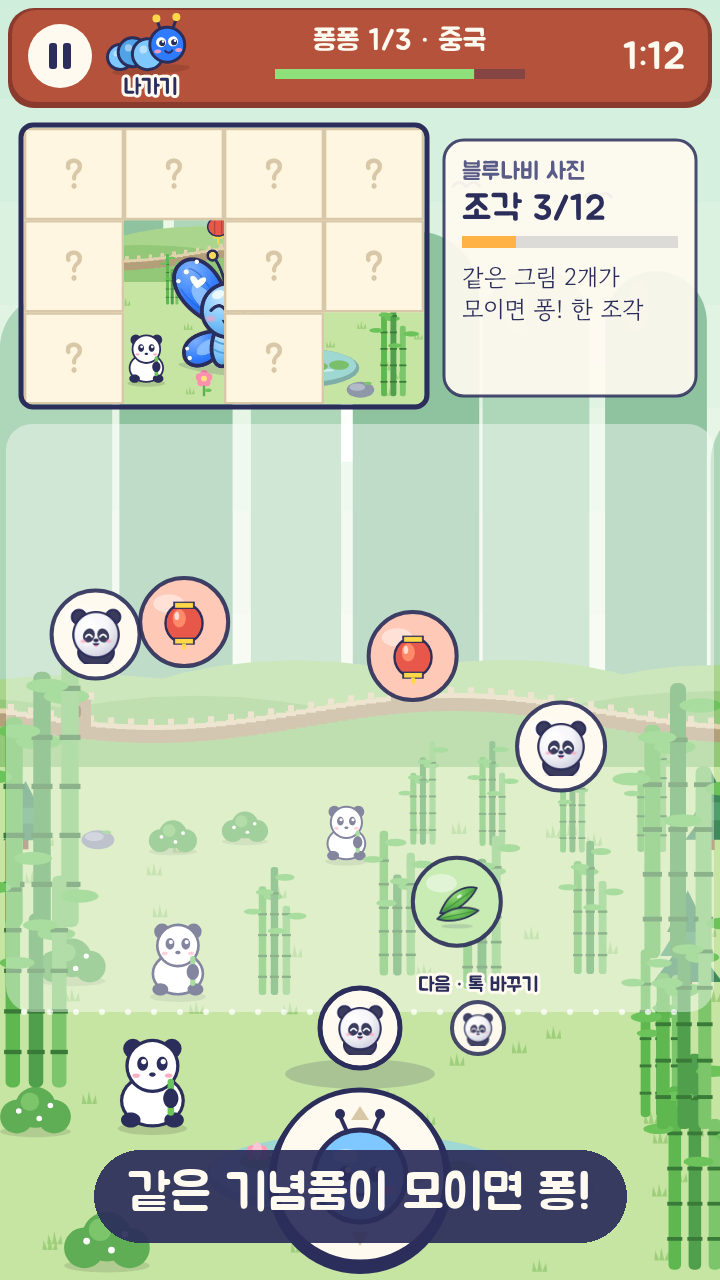 퐁퐁 1/3 · 중국
1:12
나가기
?
?
?
?
?
?
?
?
?
블루나비 사진
조각 3/12
같은 그림 2개가
모이면 퐁! 한 조각
다음 · 톡 바꾸기
같은 기념품이 모이면 퐁!